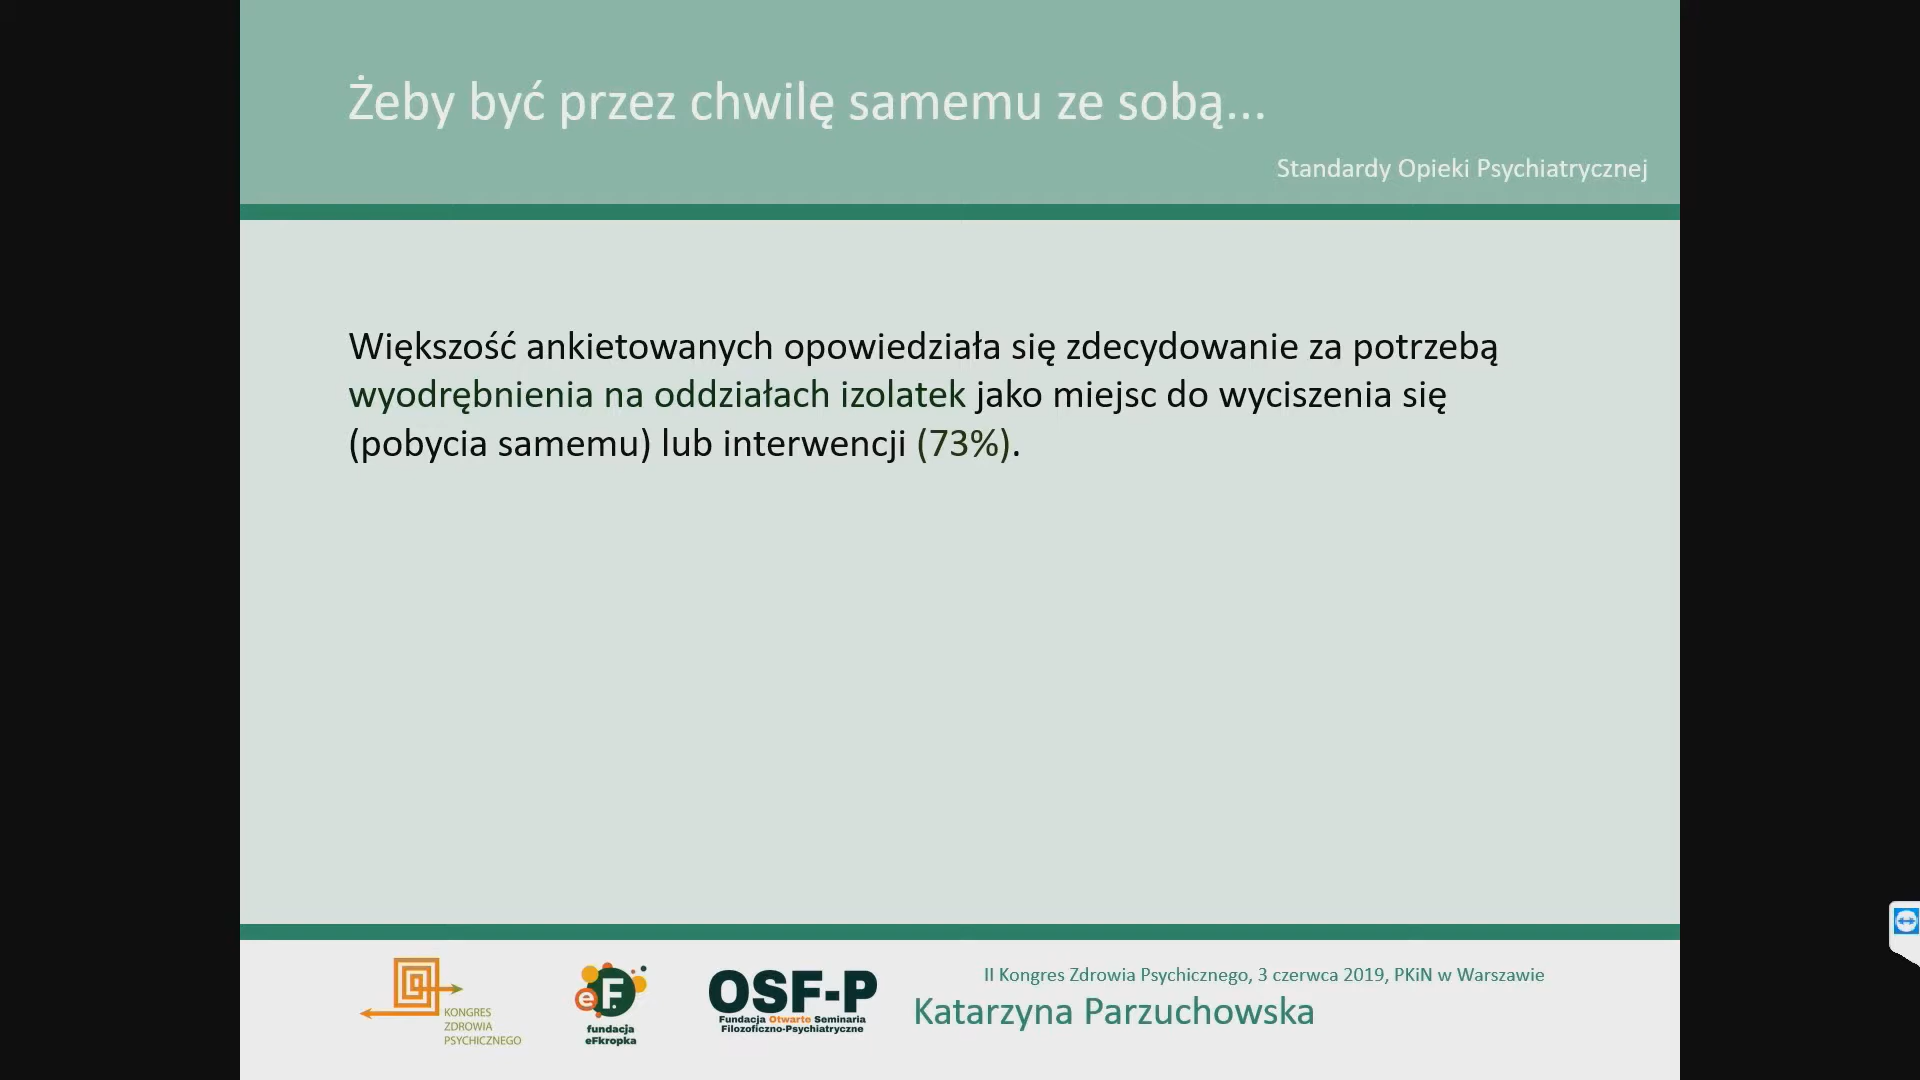 Żeby być przez chwilę samemu ze sobą...
Standardy Opieki Psychiatrycznej
Większość ankietowanych opowiedziała się zdecydowanie za potrzebą
wyodrębnienia na oddziałach izolatek jako miejsc do wyciszenia się
(pobycia samemu) lub interwencji (73%).
KONGRES
ZDROWIA
PSYCHICZNEGO
eF.
fundacja
eFkropka
OSF-P
Fundacja Otwarte Seminaria
Filozoficzno-Psychiatryczne
II Kongres Zdrowia Psychicznego, 3 czerwca 2019, PKiN w Warszawie
Katarzyna Parzuchowska